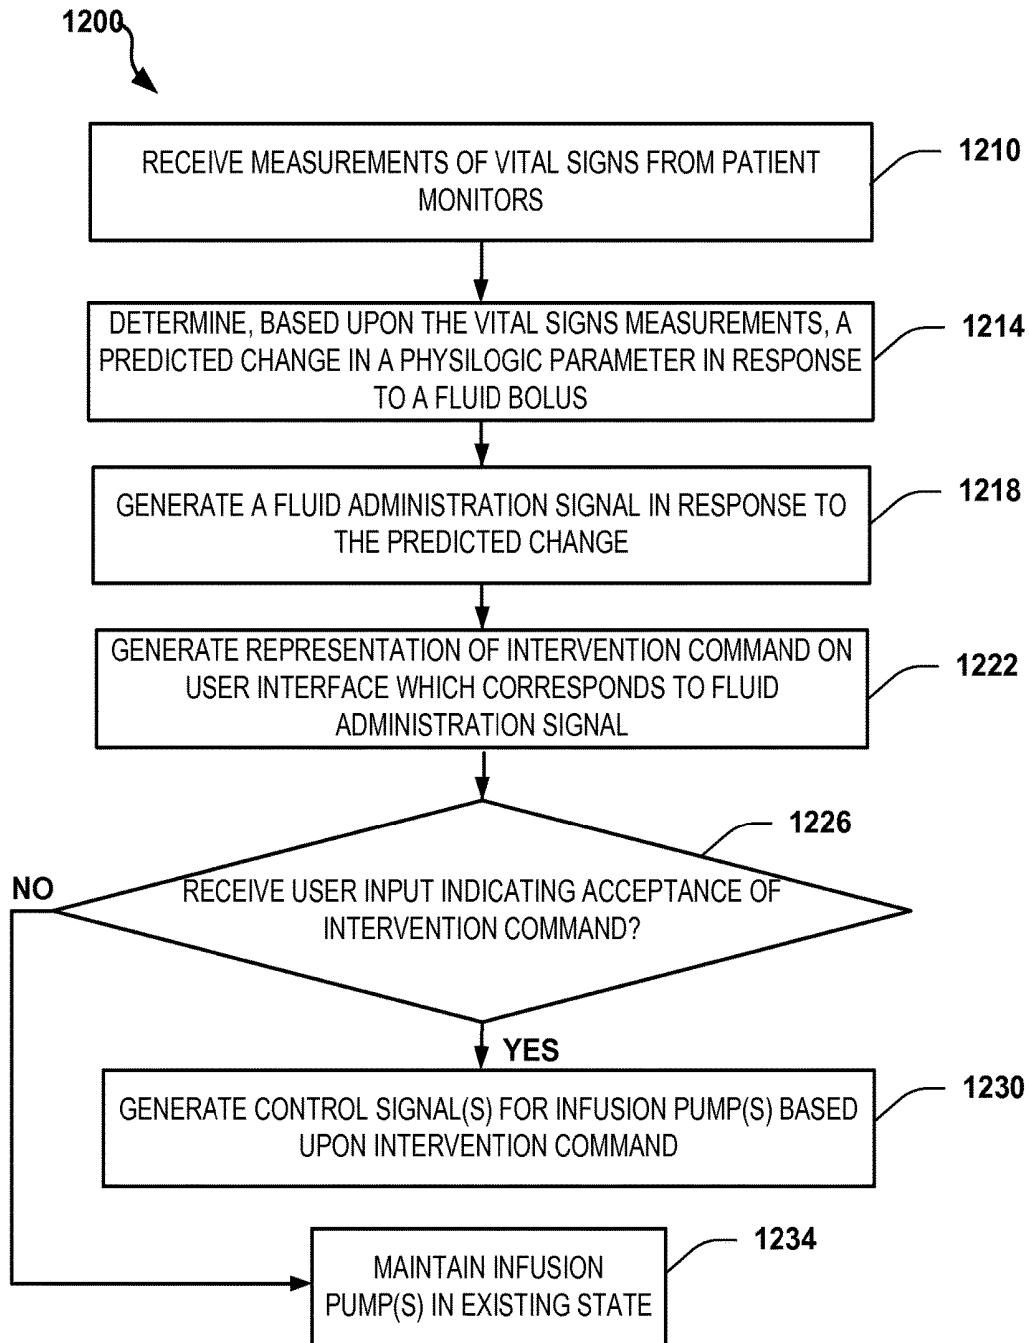 1200
RECEIVE MEASUREMENTS OF VITAL SIGNS FROM PATIENT
MONITORS
1210
DETERMINE, BASED UPON THE VITAL SIGNS MEASUREMENTS, A
PREDICTED CHANGE IN A PHYSILOGIC PARAMETER IN RESPONSE
TO A FLUID BOLUS
1214
GENERATE A FLUID ADMINISTRATION SIGNAL IN RESPONSE TO
THE PREDICTED CHANGE
1218
GENERATE REPRESENTATION OF INTERVENTION COMMAND ON
USER INTERFACE WHICH CORRESPONDS TO FLUID
ADMINISTRATION SIGNAL
1222
1226
NO
RECEIVE USER INPUT INDICATING ACCEPTANCE OF
INTERVENTION COMMAND?
YES
GENERATE CONTROL SIGNAL(S) FOR INFUSION PUMP(S) BASED
UPON INTERVENTION COMMAND
1230
MAINTAIN INFUSION
PUMP(S) IN EXISTING STATE
1234